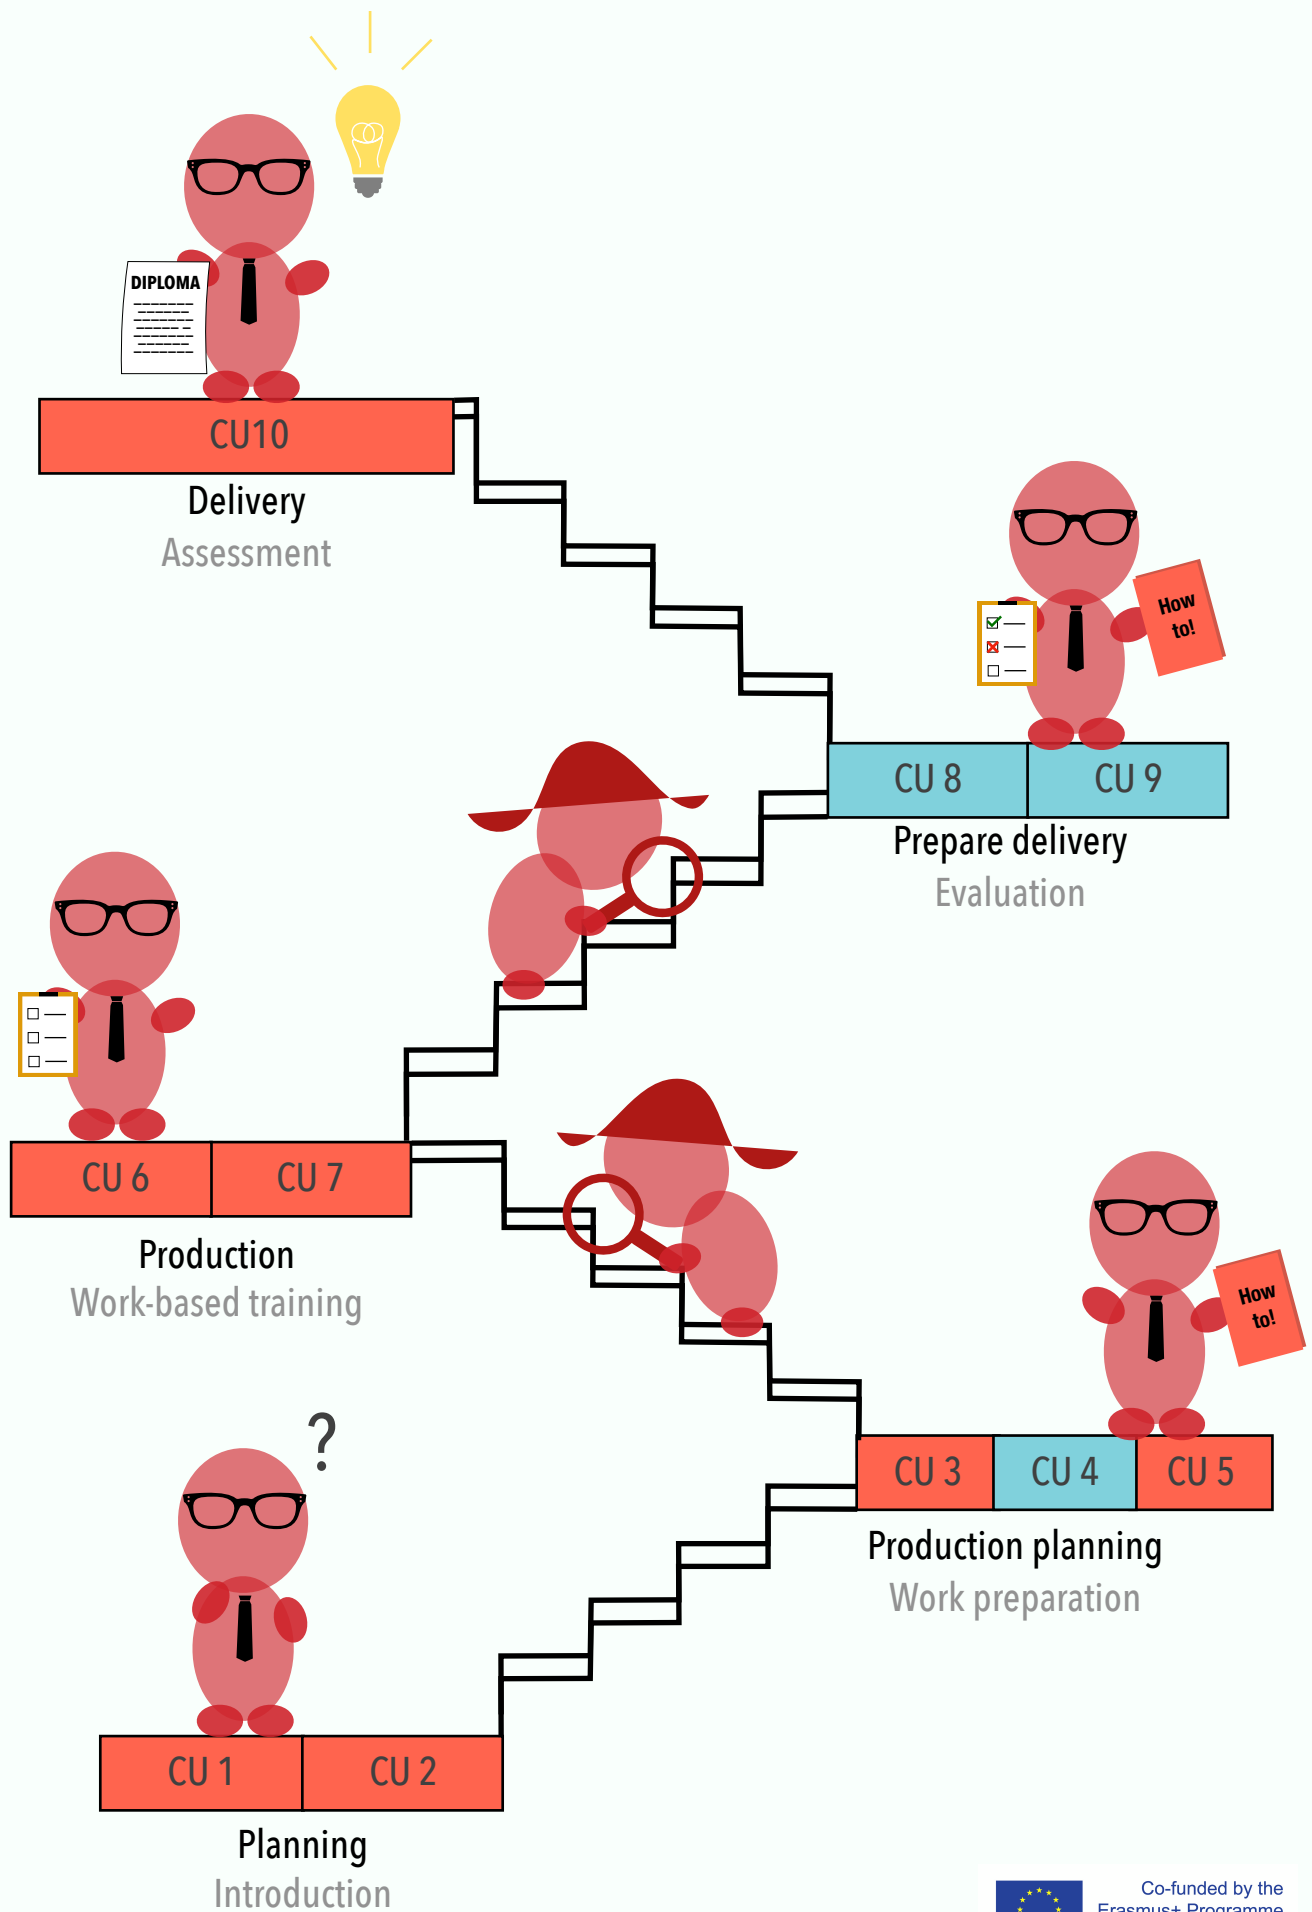 DIPLOMA
CU10
Delivery
Assessment
How
to!
CU 8
CU 9
Prepare delivery
Evaluation
CU 6
CU 7
Production
Work-based training
How
to!
CU 3
CU 4
CU 5
Production planning
Work preparation
?
CU 1
CU 2
Planning
Introduction
Co-funded by the
Erasmus+ Programme